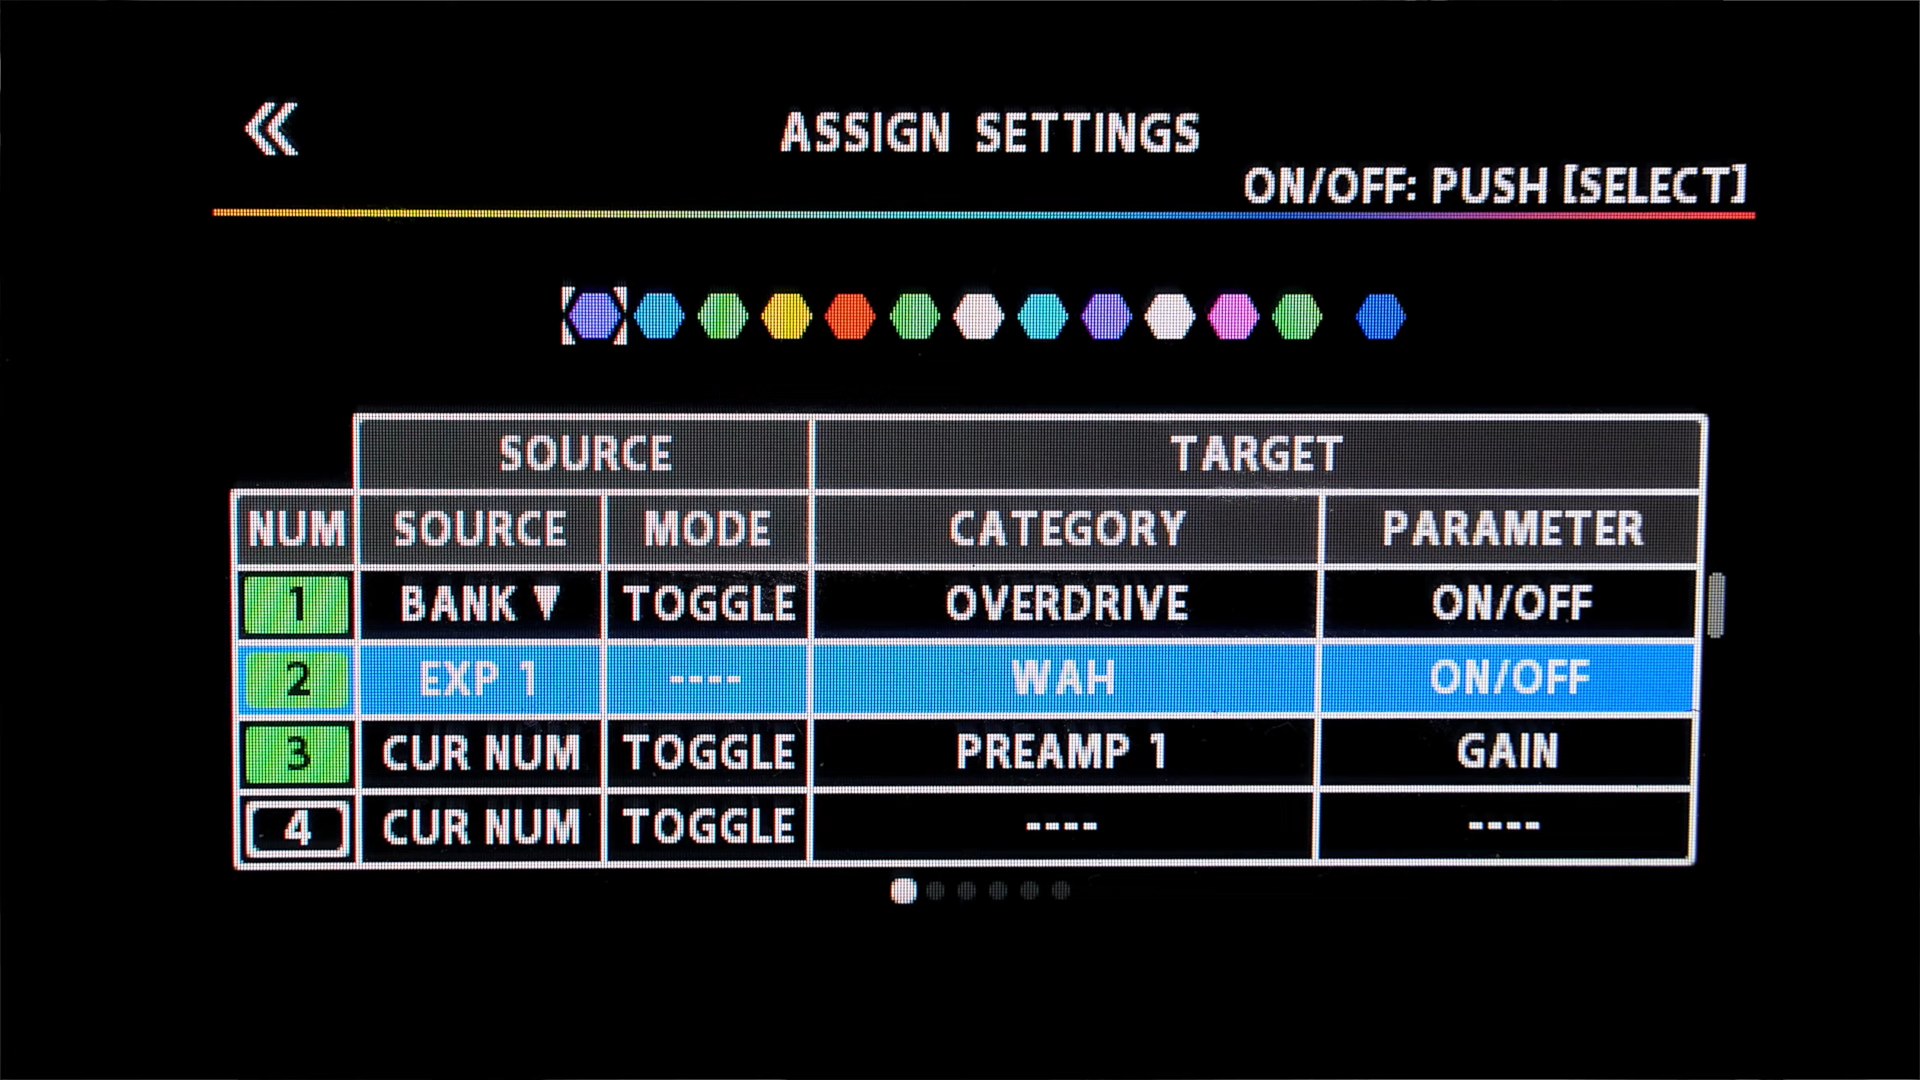 ASSIGN SETTINGS
ON/OFF: PUSH [SELECT]
SOURCE TARGET
NUM SOURCE MODE CATEGORY PARAMETER
1 BANK ▼ TOGGLE OVERDRIVE ON/OFF
2 EXP 1 ---- WAH ON/OFF
3 CUR NUM TOGGLE PREAMP 1 GAIN
4 CUR NUM TOGGLE ---- ----